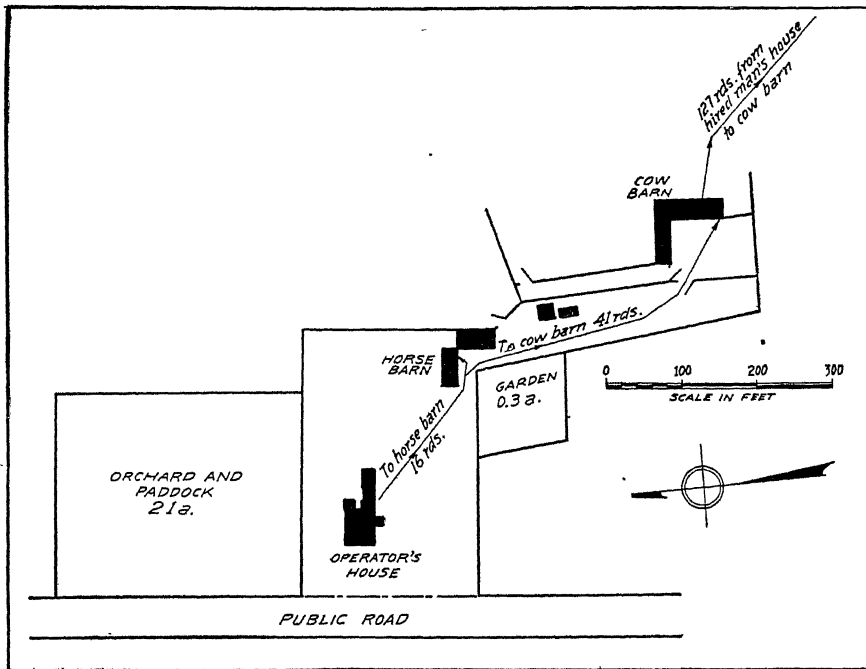 127 rds. from
hired man's house
to cow barn
COW
BARN
To cow barn 41 rds.
HORSE
BARN
GARDEN
0.3 a.
0 100 200 300
SCALE IN FEET
To horse barn
16 rds.
ORCHARD AND
PADDOCK
21a.
OPERATOR'S
HOUSE
PUBLIC ROAD